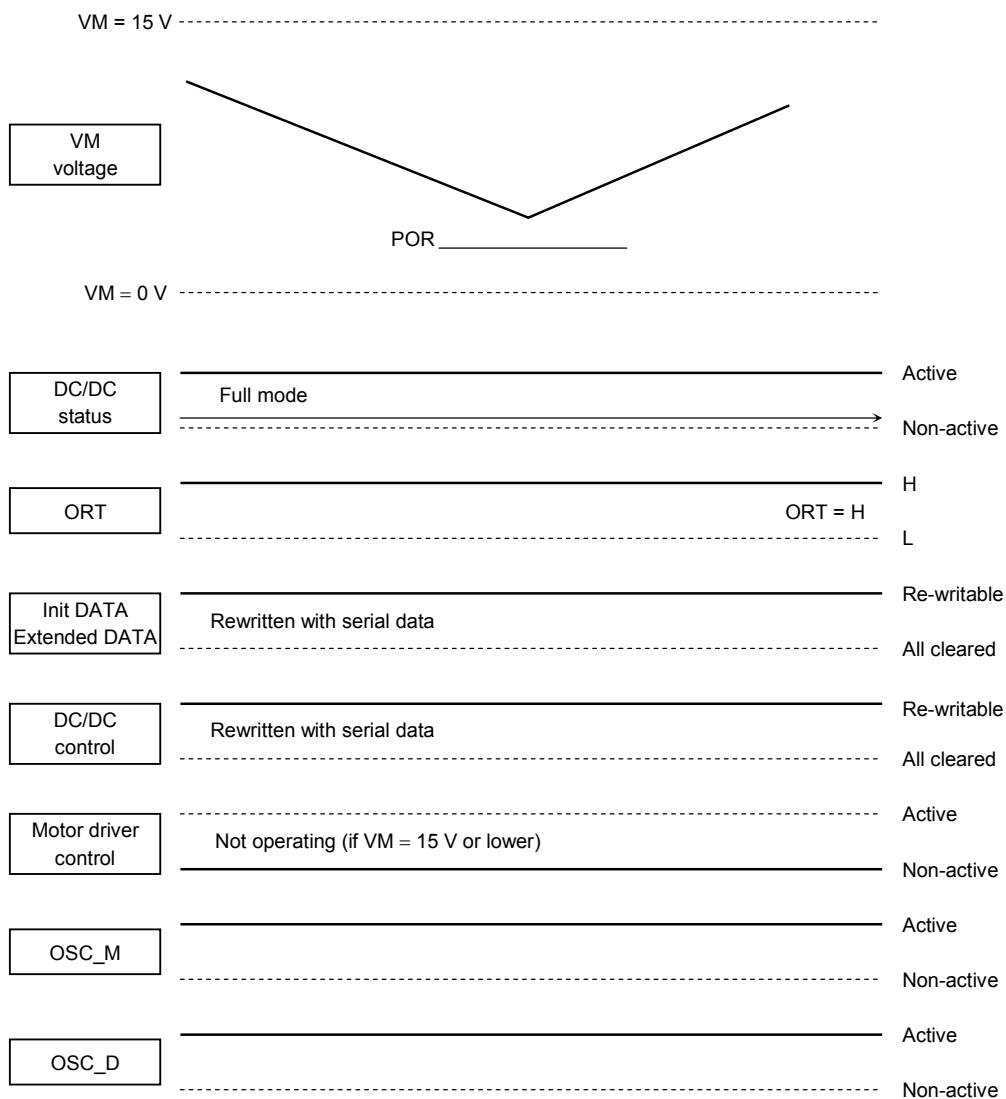 VM = 15 V
VM
voltage
POR
VM = 0 V
DC/DC
status
Full mode
Active
Non-active
ORT
ORT = H
H
L
Init DATA
Extended DATA
Rewritten with serial data
Re-writable
All cleared
DC/DC
control
Rewritten with serial data
Re-writable
All cleared
Motor driver
control
Not operating (if VM = 15 V or lower)
Active
Non-active
OSC_M
Active
Non-active
OSC_D
Active
Non-active